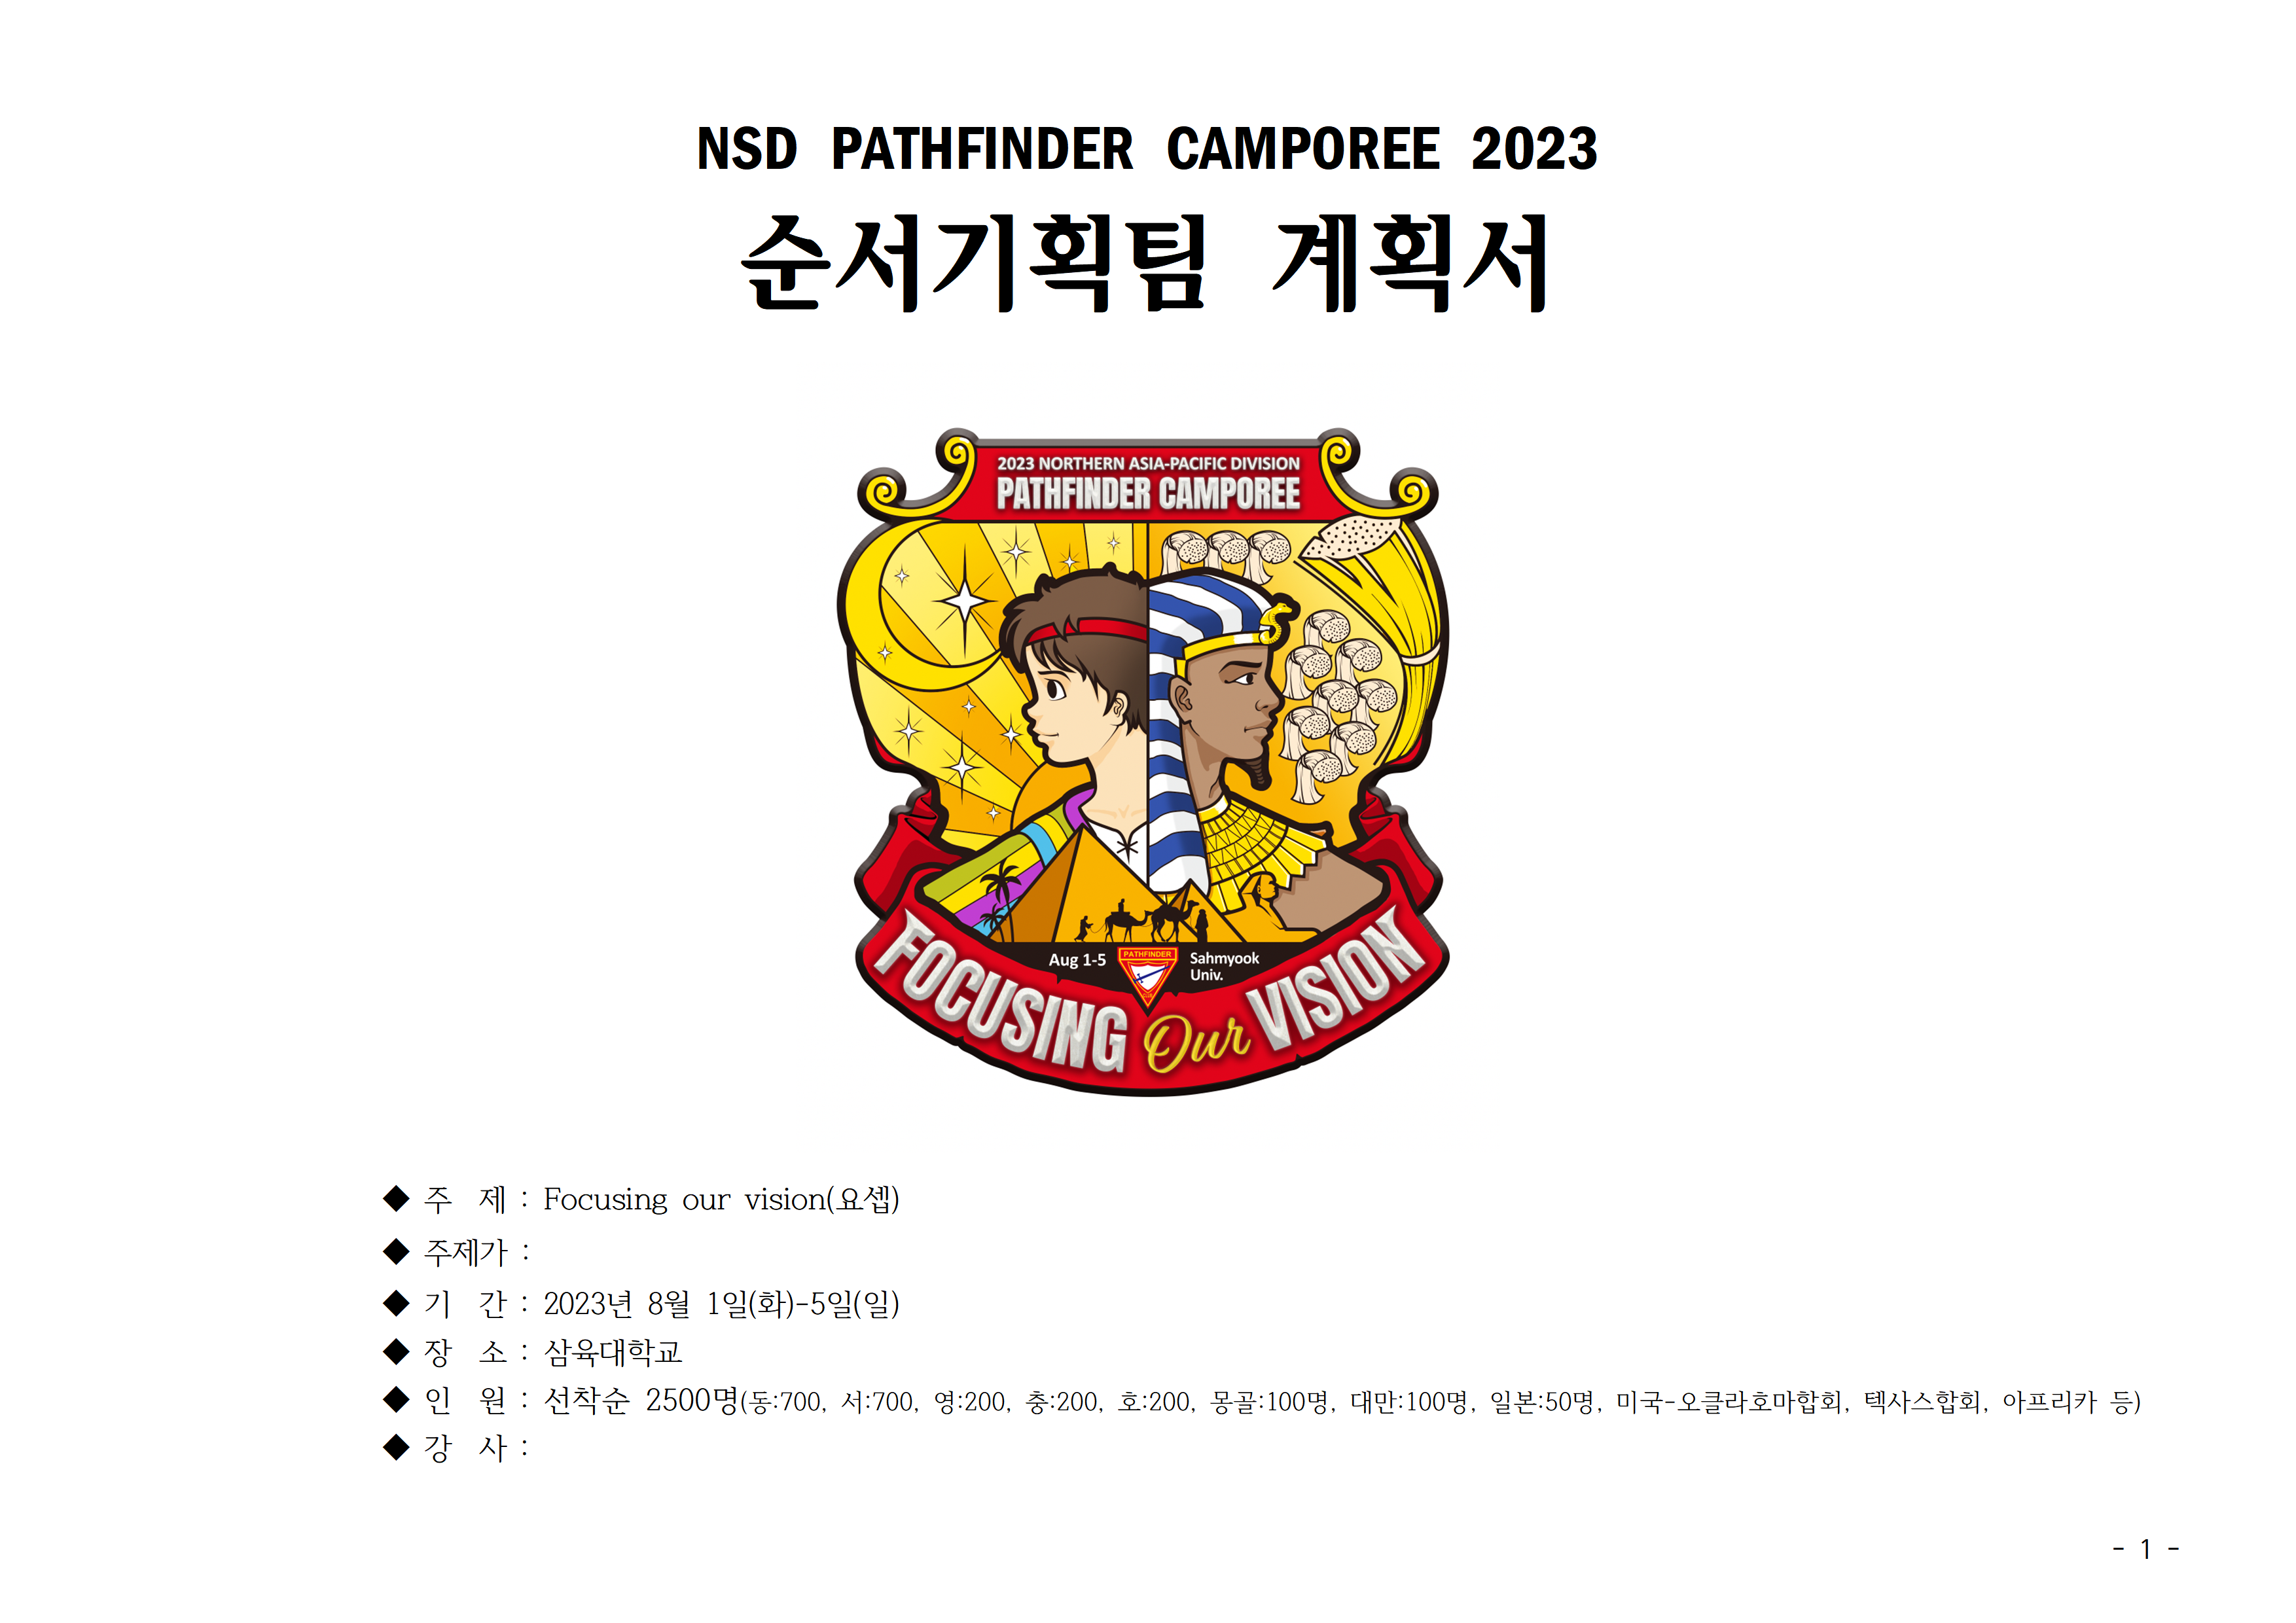 NSD PATHFINDER CAMPOREE 2023
순서기획팀 계획서
2023 NORTHERN ASIA-PACIFIC DIVISION
PATHFINDER CAMPOREE
Aug 1-5
PATHFINDER
Sahmyook
Univ.
FOCUSING Our VISION
◆ 주 제 : Focusing our vision(요셉)
◆ 주제가 :
◆ 기 간 : 2023년 8월 1일(화)-5일(일)
◆ 장 소 : 삼육대학교
◆ 인 원 : 선착순 2500명(동:700, 서:700, 영:200, 충:200, 호:200, 몽골:100명, 대만:100명, 일본:50명, 미국-오클라호마합회, 텍사스합회, 아프리카 등)
◆ 강 사 :
- 1 -